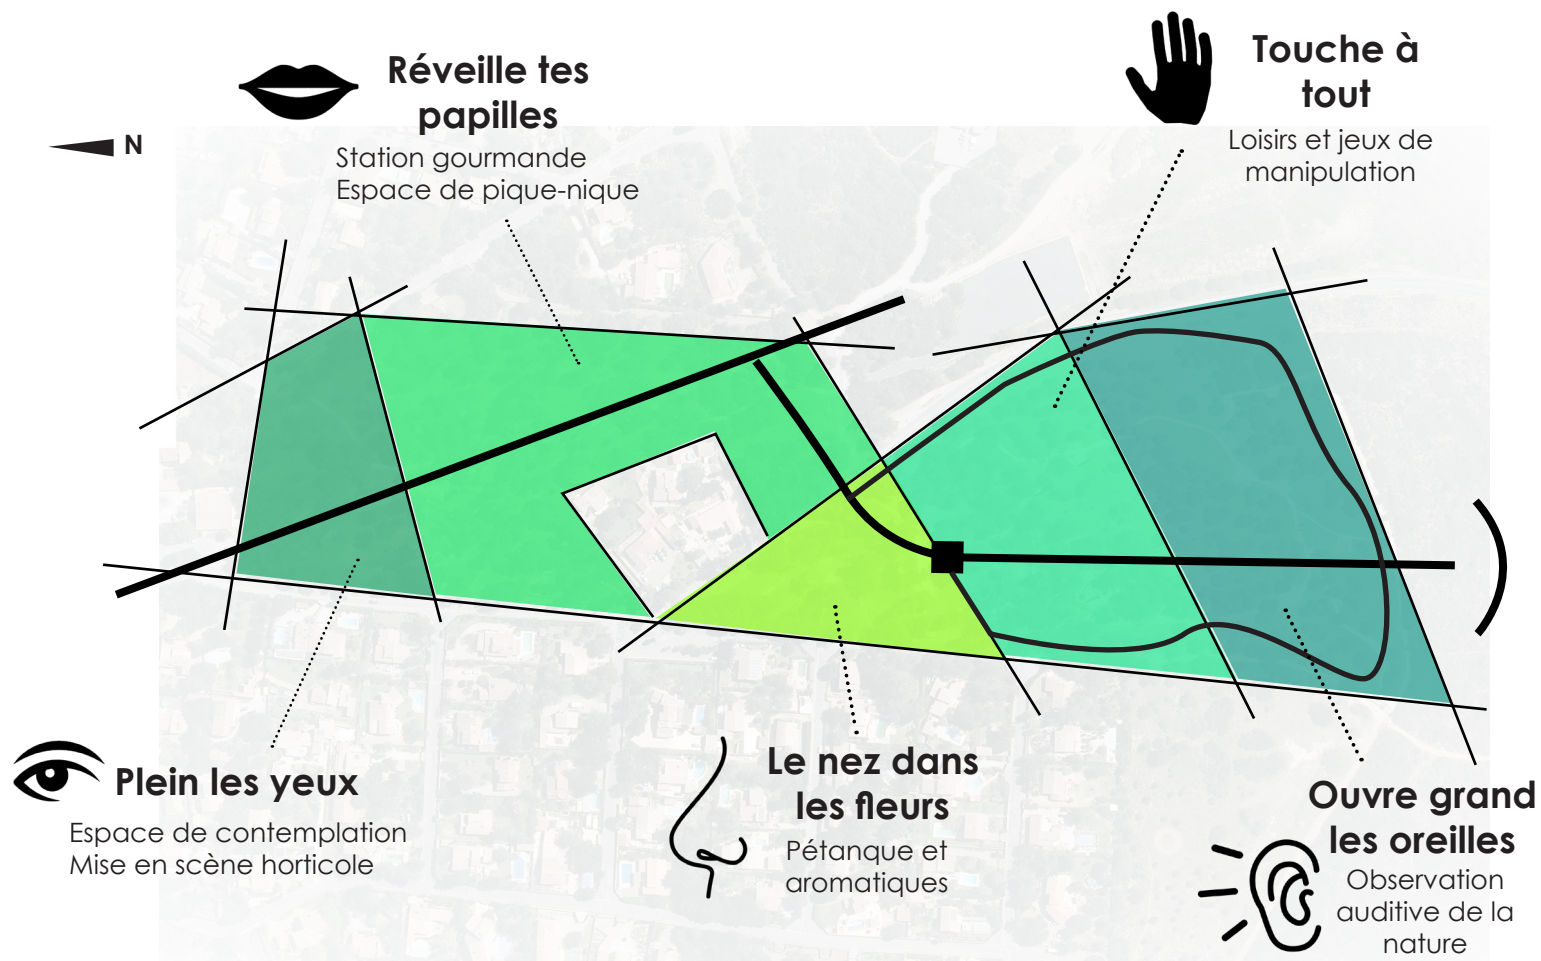 N
Réveille tes
papilles
Station gourmande
Espace de pique-nique
Touche à
tout
Loisirs et jeux de
manipulation
Plein les yeux
Espace de contemplation
Mise en scène horticole
Le nez dans
les fleurs
Pétanque et
aromatiques
Ouvre grand
les oreilles
Observation
auditive de la
nature